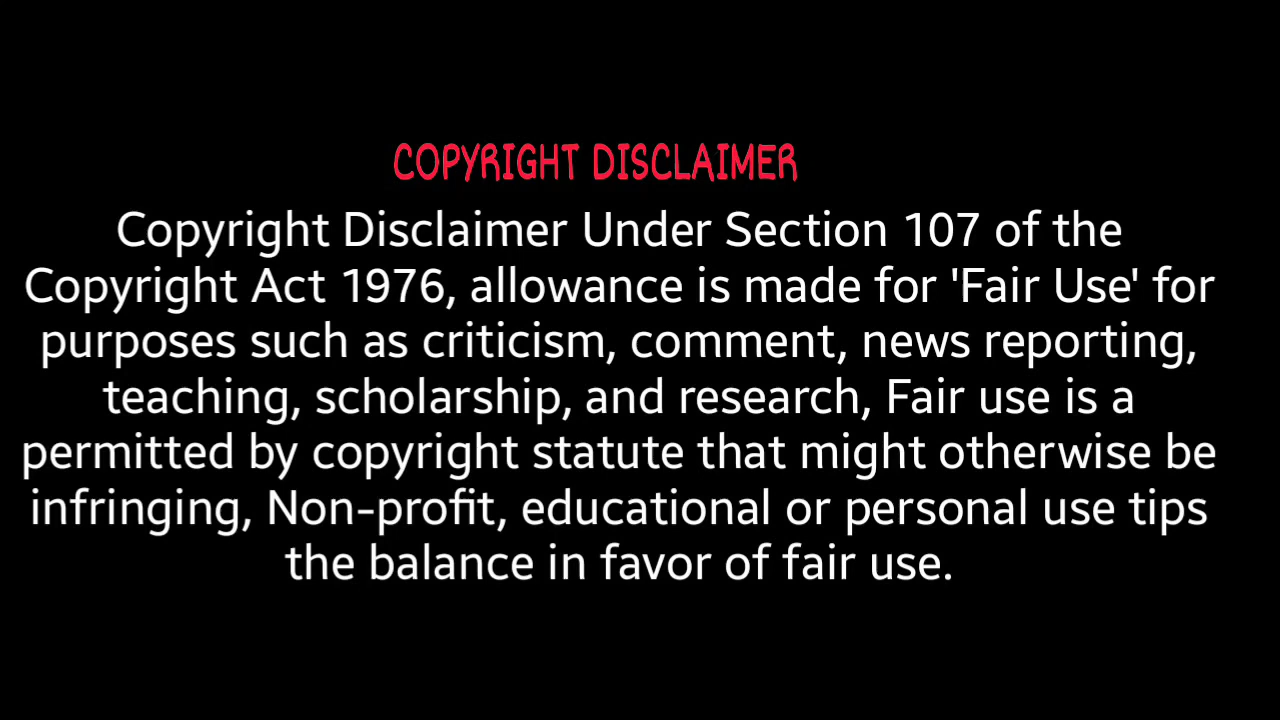 COPYRIGHT DISCLAIMER
Copyright Disclaimer Under Section 107 of the
Copyright Act 1976, allowance is made for 'Fair Use' for
purposes such as criticism, comment, news reporting,
teaching, scholarship, and research, Fair use is a
permitted by copyright statute that might otherwise be
infringing, Non-profit, educational or personal use tips
the balance in favor of fair use.